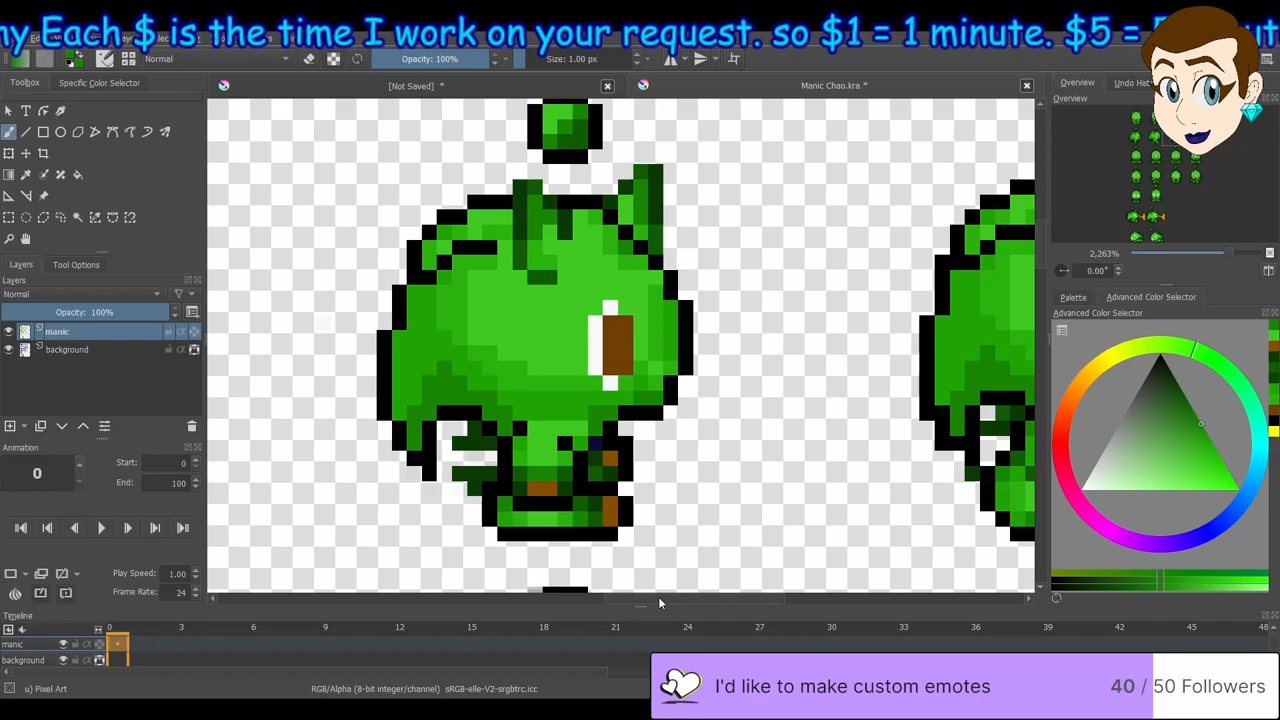 ny Each $ is the time I work on your request. so $1 = 1 minute. $5 =
Normal
Opacity: 100%
Size: 1.00 px
Toolbox
Specific Color Selector
[Not Saved] *
Manic Chao.kra *
Overview
Undo Hist
Overview
2,263%
0.00°
Layers
Tool Options
Layers
Normal
Opacity: 100%
manic
background
Palette
Advanced Color Selector
Advanced Color Selector
Animation
0
Start:
0
End:
100
Play Speed:
1.00
Frame Rate:
24
Timeline
0 3 6 9 12 15 18 21 24 27 30 33 36 39 42 45 48
manic
background
u) Pixel Art
RGB/Alpha (8-bit integer/channel) sRGB-elle-V2-srgbtrc.icc
I'd like to make custom emotes
40 / 50 Followers